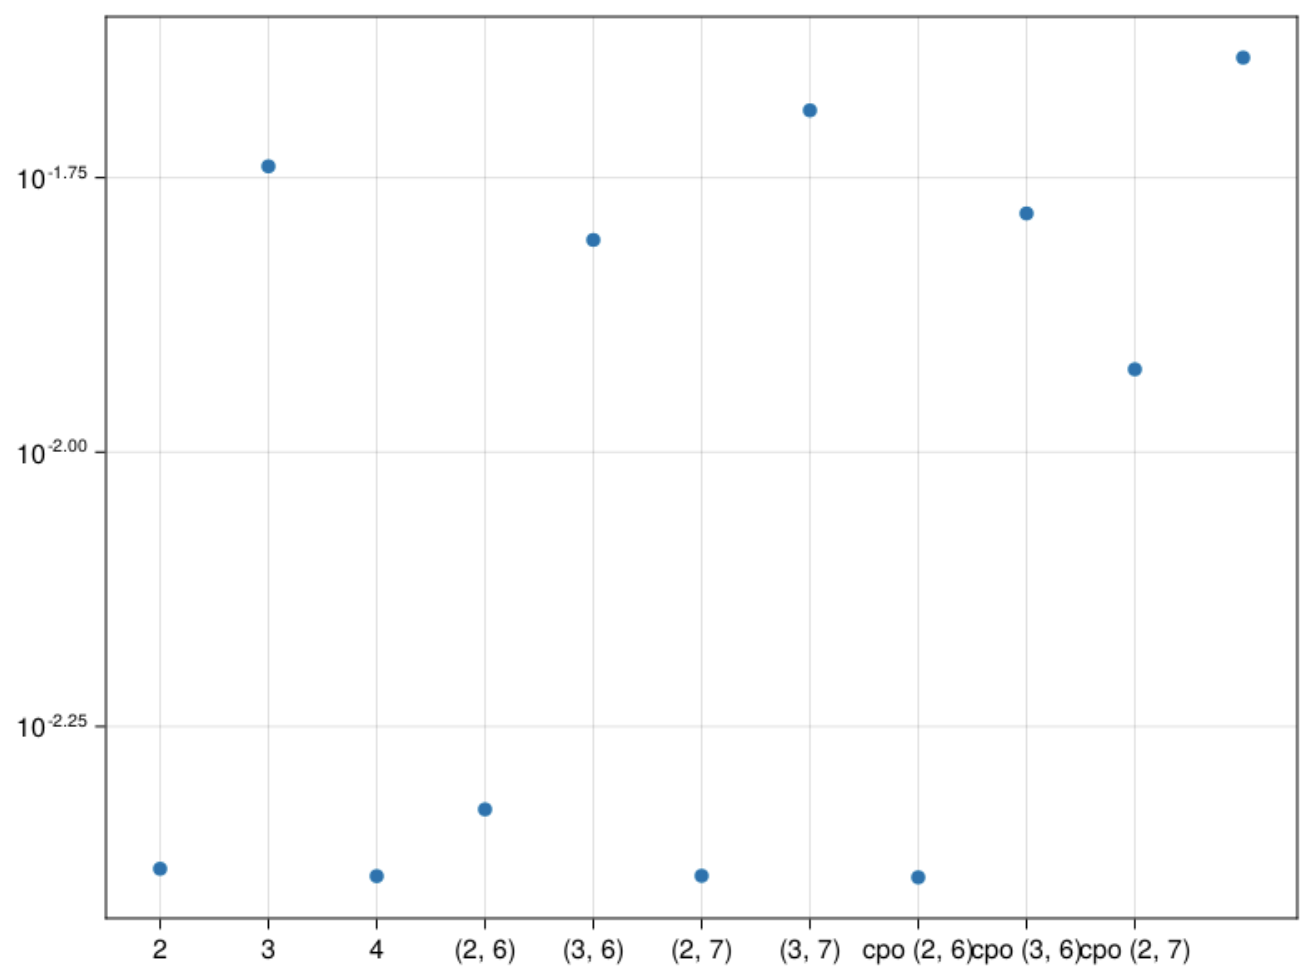 10^-1.75
10^-2.00
10^-2.25
2 3 4 (2, 6) (3, 6) (2, 7) (3, 7) cpo (2, 6) cpo (3, 6) cpo (2, 7)